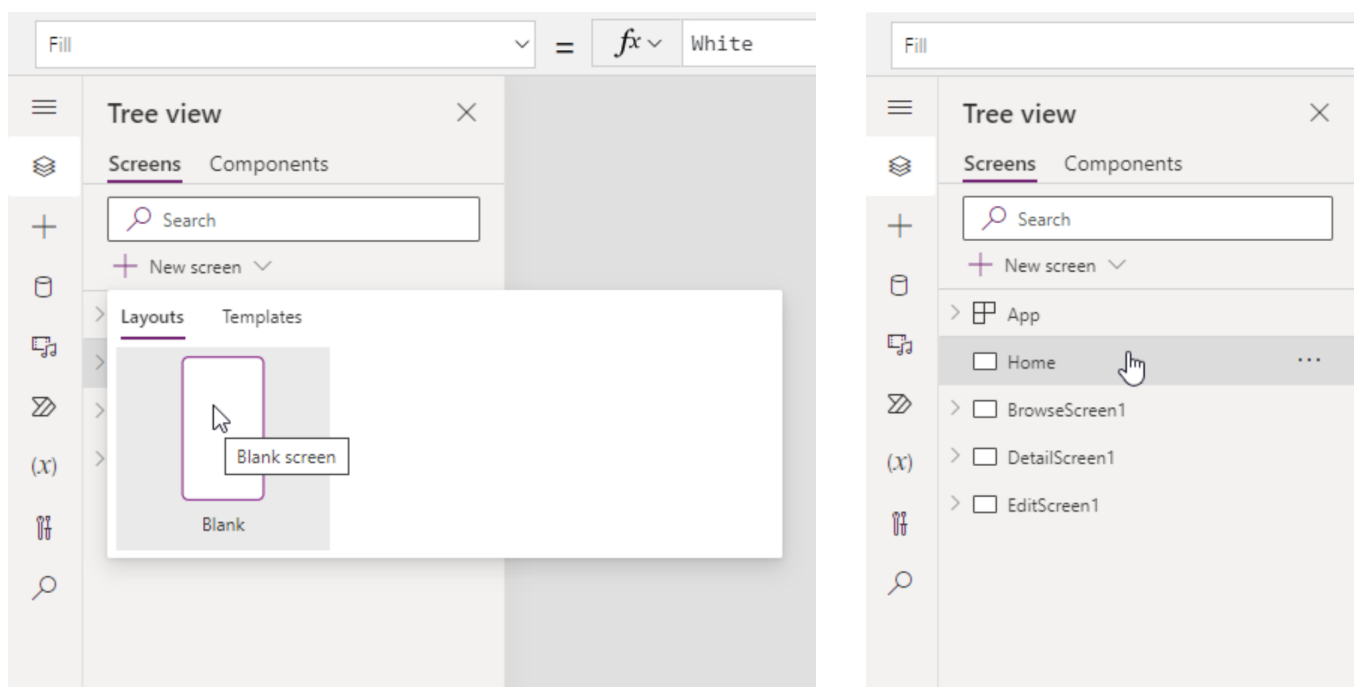 Fill
=
fx
White
Tree view
Screens Components
Search
New screen
Layouts Templates
Blank screen
Blank
(x)
Fill
Tree view
Screens Components
Search
New screen
App
Home ...
BrowseScreen1
DetailScreen1
(x)
EditScreen1